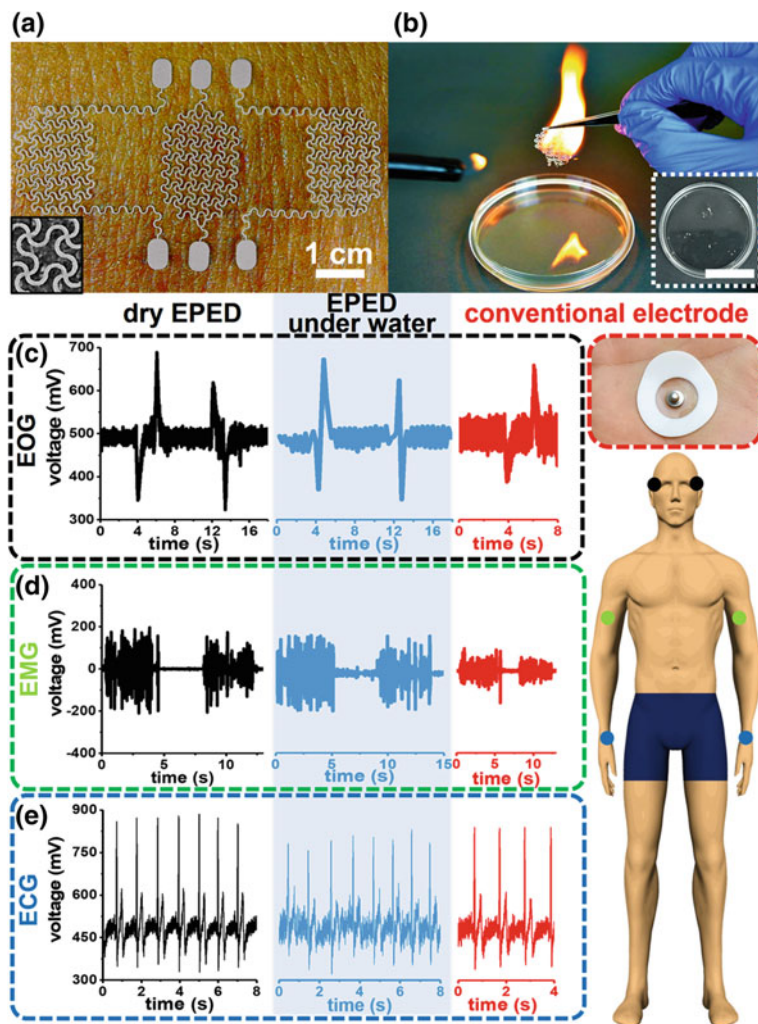 (a)
(b)
1 cm
dry EPED
EPED
under water
conventional electrode
(c)
EOG
voltage (mV)
700
600
500
400
300
0 4 8 12 16
time (s)
0 4 8 12 16
time (s)
0 4 8
time (s)
(d)
EMG
voltage (mV)
400
200
0
-200
-400
0 5 10
time (s)
0 5 10 15
time (s)
0 5 10
time (s)
(e)
ECG
voltage (mV)
900
750
600
450
300
0 2 4 6 8
time (s)
0 2 4 6 8
time (s)
0 1 2 3 4
time (s)